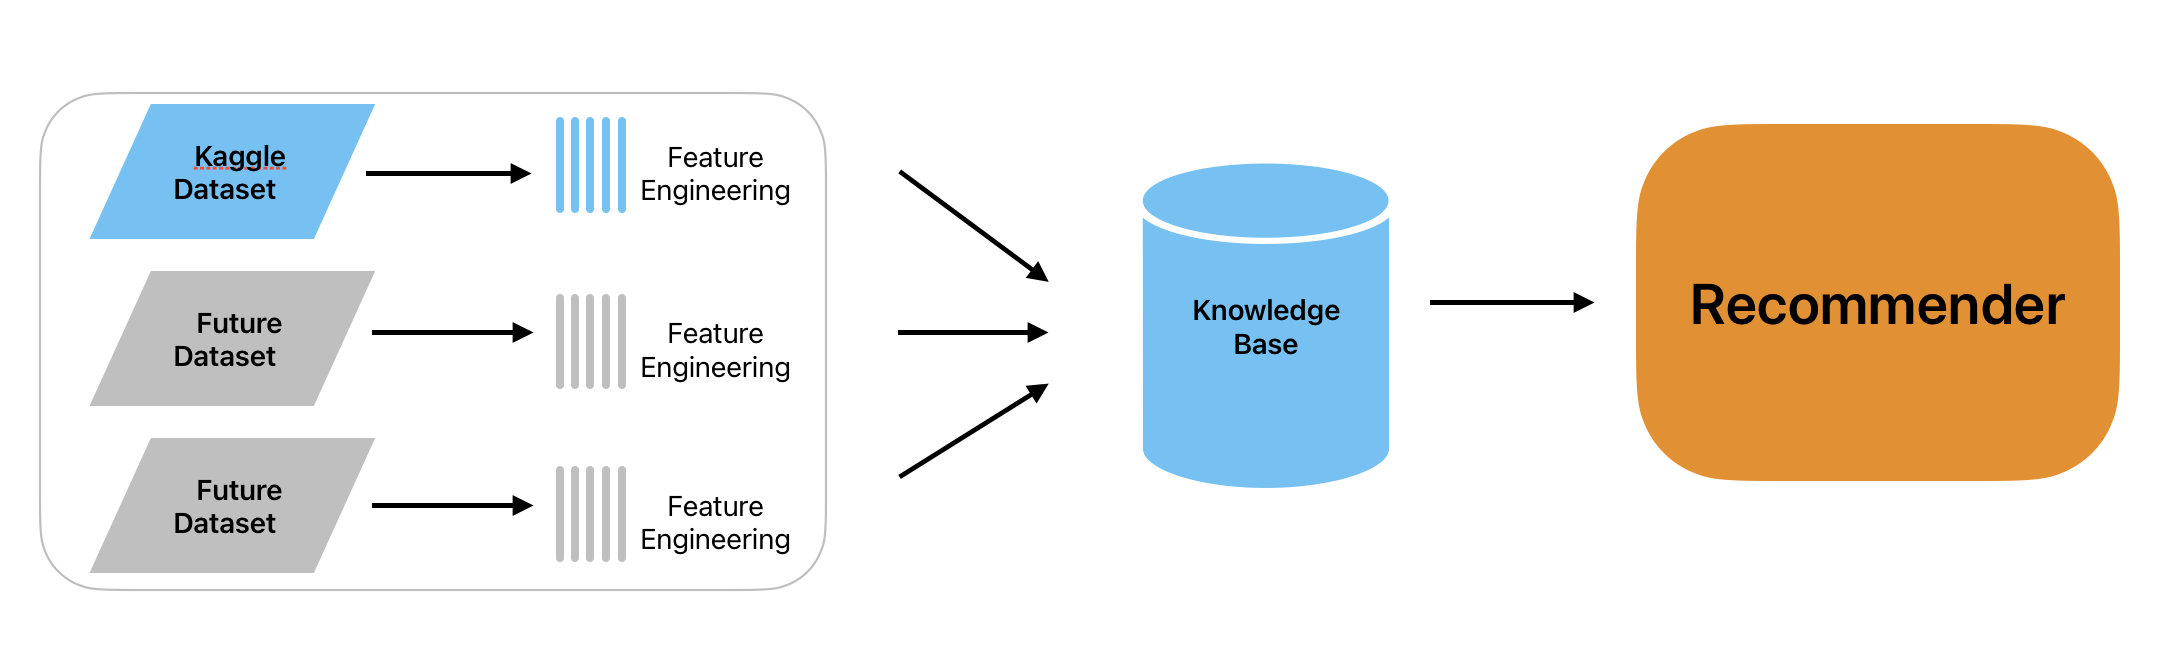 Kaggle
Dataset
Feature
Engineering
Future
Dataset
Feature
Engineering
Future
Dataset
Feature
Engineering
Knowledge
Base
Recommender